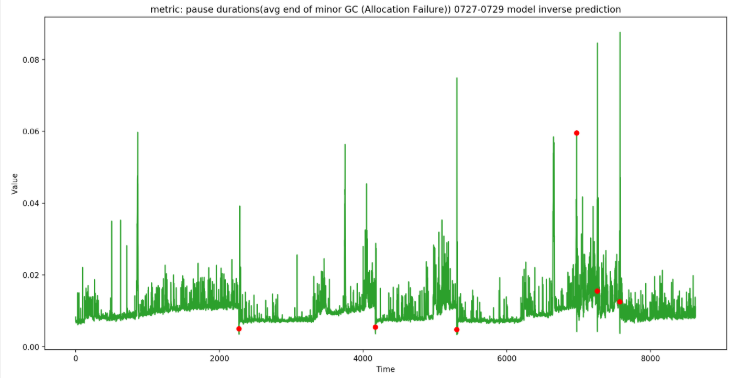 metric: pause durations(avg end of minor GC (Allocation Failure)) 0727-0729 model inverse prediction
0.08
0.06
0.04
0.02
0.00
Value
0 2000 4000 6000 8000
Time